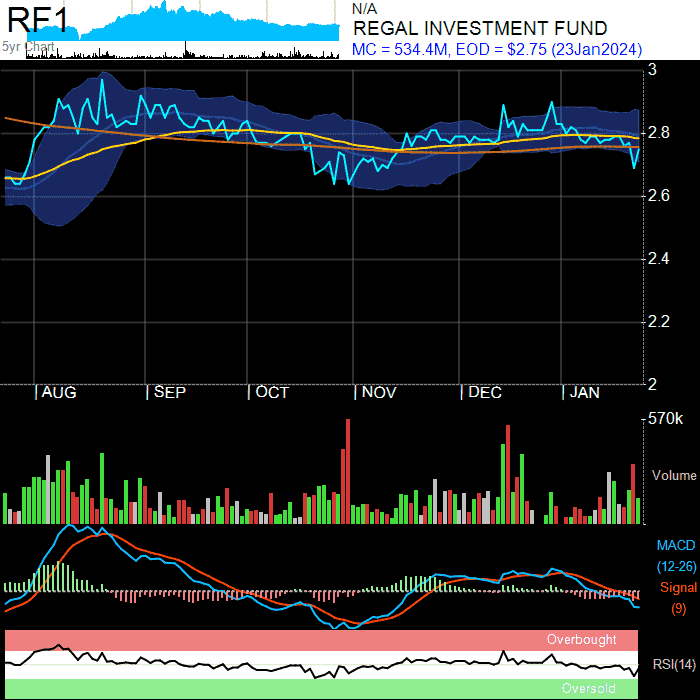 RF1
5yr Chart
N/A
REGAL INVESTMENT FUND
MC = 534.4M, EOD = $2.75 (23Jan2024)
3
2.8
2.6
2.4
2.2
2
AUG SEP OCT NOV DEC JAN
570k
Volume
MACD
(12-26)
Signal
(9)
Overbought
RSI(14)
Oversold